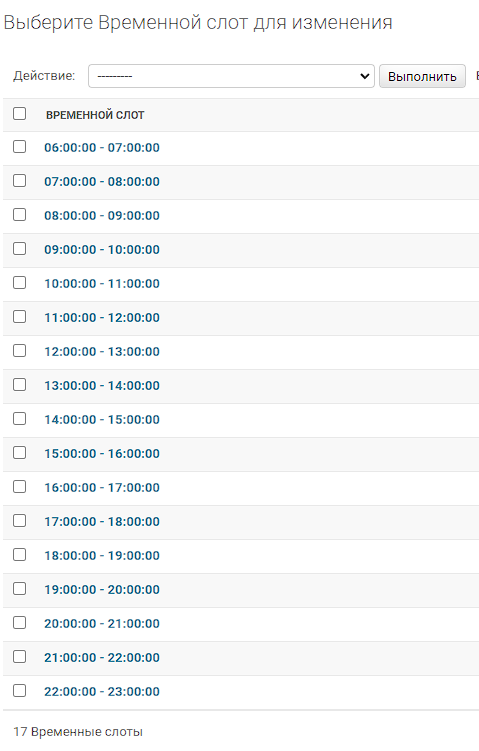 Выберите Временной слот для изменения
Действие: --------- Выполнить
ВРЕМЕННОЙ СЛОТ
06:00:00 - 07:00:00
07:00:00 - 08:00:00
08:00:00 - 09:00:00
09:00:00 - 10:00:00
10:00:00 - 11:00:00
11:00:00 - 12:00:00
12:00:00 - 13:00:00
13:00:00 - 14:00:00
14:00:00 - 15:00:00
15:00:00 - 16:00:00
16:00:00 - 17:00:00
17:00:00 - 18:00:00
18:00:00 - 19:00:00
19:00:00 - 20:00:00
20:00:00 - 21:00:00
21:00:00 - 22:00:00
22:00:00 - 23:00:00
17 Временные слоты